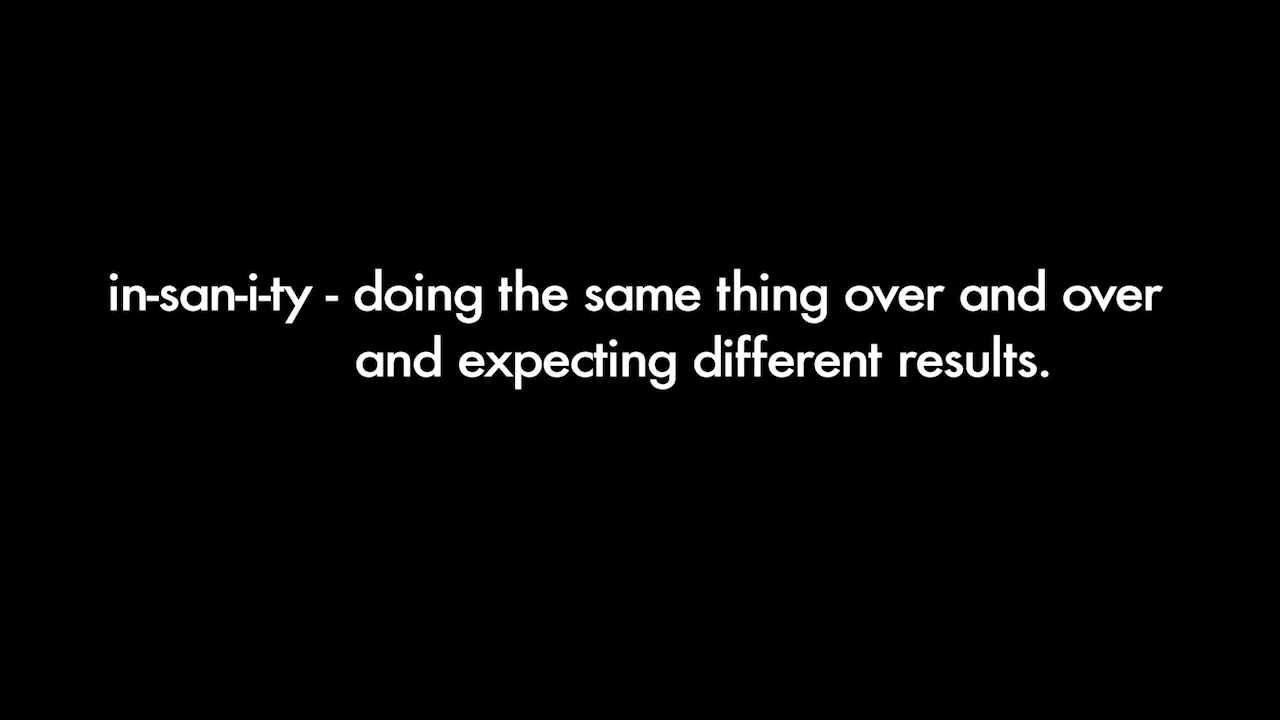 in-san-i-ty - doing the same thing over and over
and expecting different results.